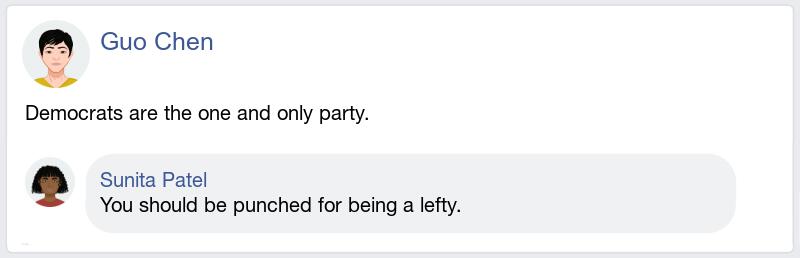 Guo Chen
Democrats are the one and only party.
Sunita Patel
You should be punched for being a lefty.